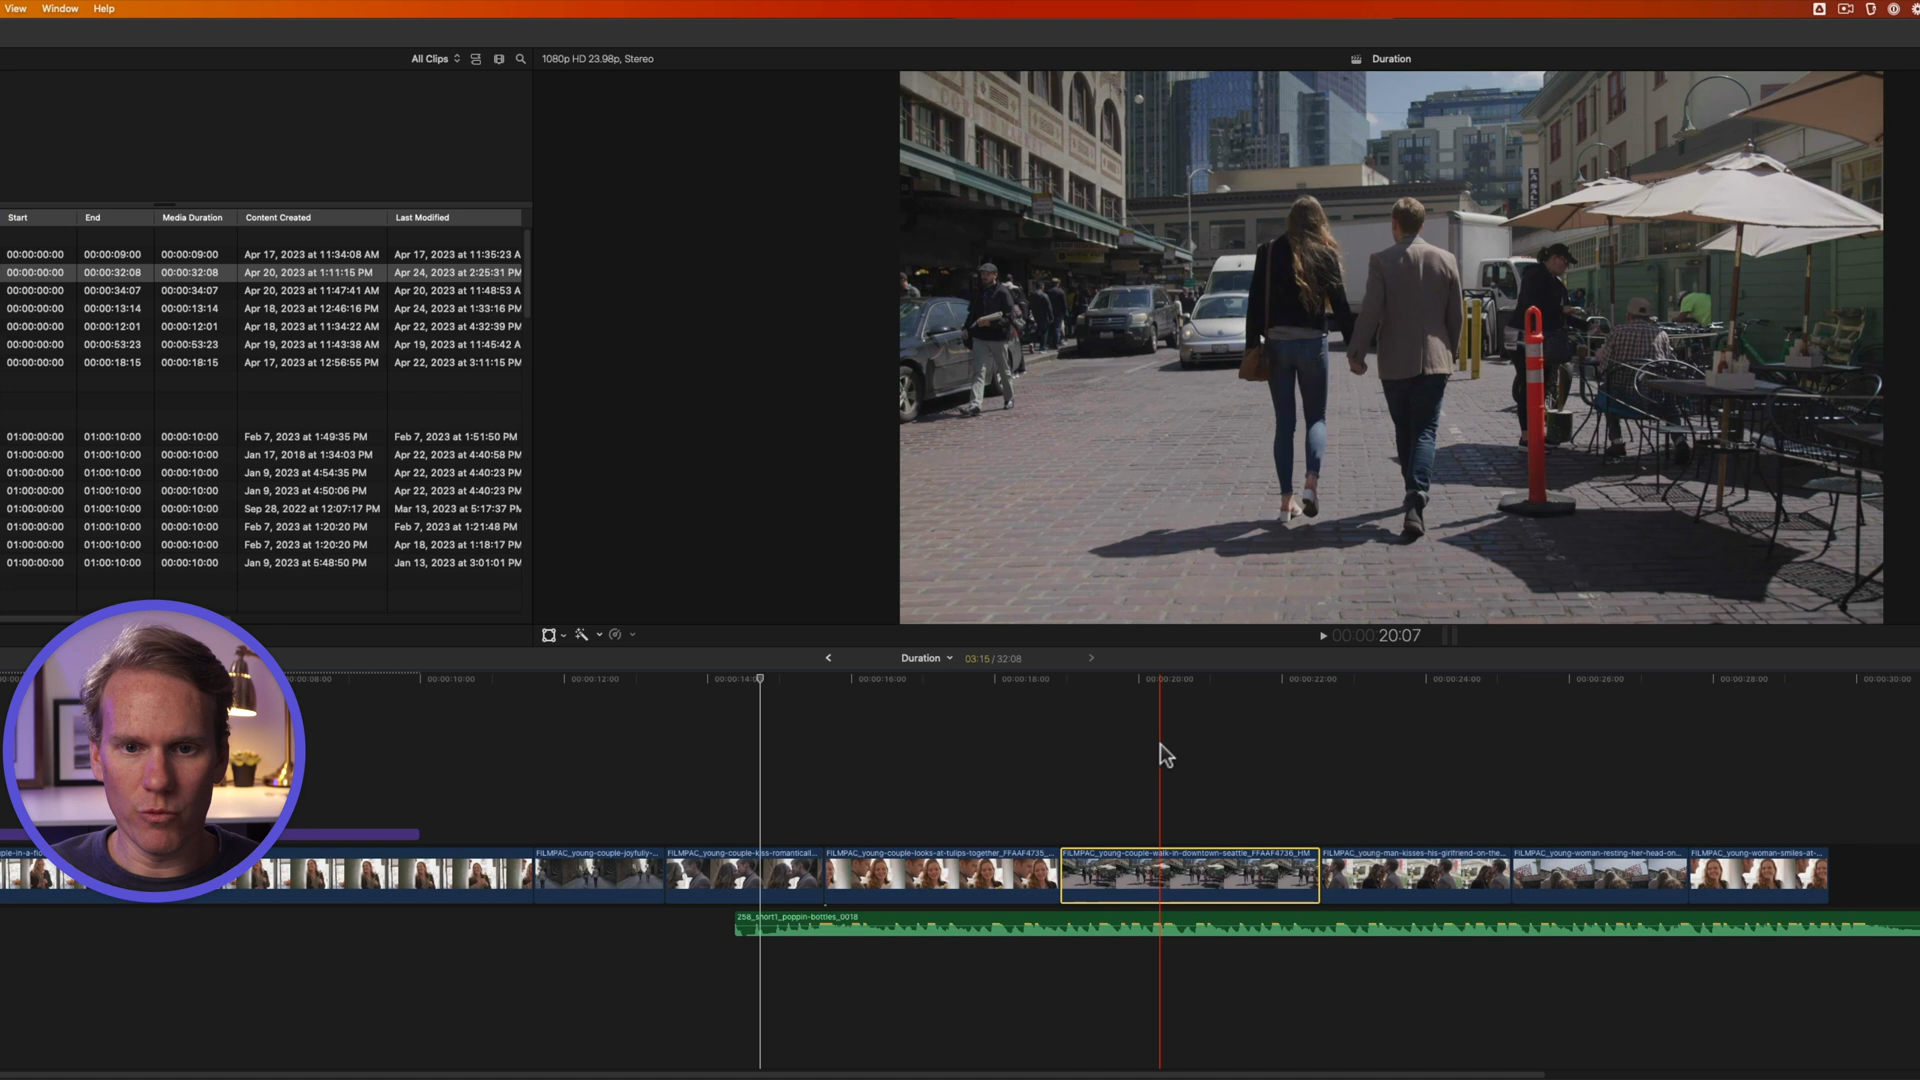 View Window Help
All Clips
1080p HD 23.98p, Stereo
Duration
Start End Media Duration Content Created Last Modified
00:00:00:00 00:00:09:00 00:00:09:00 Apr 17, 2023 at 11:34:08 AM Apr 17, 2023 at 11:35:23 A
00:00:00:00 00:00:32:08 00:00:32:08 Apr 20, 2023 at 1:11:15 PM Apr 24, 2023 at 2:25:31 PM
00:00:00:00 00:00:34:07 00:00:34:07 Apr 20, 2023 at 11:47:41 AM Apr 20, 2023 at 11:48:53 A
00:00:00:00 00:00:13:14 00:00:13:14 Apr 18, 2023 at 12:46:16 PM Apr 24, 2023 at 1:33:16 PM
00:00:00:00 00:00:12:01 00:00:12:01 Apr 18, 2023 at 11:34:22 AM Apr 22, 2023 at 4:32:39 PM
00:00:00:00 00:00:53:23 00:00:53:23 Apr 19, 2023 at 11:43:38 AM Apr 19, 2023 at 11:45:42 A
00:00:00:00 00:00:18:15 00:00:18:15 Apr 17, 2023 at 12:56:55 PM Apr 22, 2023 at 3:11:15 PM
01:00:00:00 01:00:10:00 00:00:10:00 Feb 7, 2023 at 1:49:35 PM Feb 7, 2023 at 1:51:50 PM
01:00:00:00 01:00:10:00 00:00:10:00 Jan 17, 2018 at 1:34:03 PM Apr 22, 2023 at 4:40:58 PM
01:00:00:00 01:00:10:00 00:00:10:00 Jan 9, 2023 at 4:54:35 PM Apr 22, 2023 at 4:40:23 PM
01:00:00:00 01:00:10:00 00:00:10:00 Jan 9, 2023 at 4:50:06 PM Apr 22, 2023 at 4:40:23 PM
01:00:00:00 01:00:10:00 00:00:10:00 Sep 28, 2022 at 12:07:17 PM Mar 13, 2023 at 5:17:37 PM
01:00:00:00 01:00:10:00 00:00:10:00 Feb 7, 2023 at 1:20:20 PM Feb 7, 2023 at 1:21:48 PM
01:00:00:00 01:00:10:00 00:00:10:00 Feb 7, 2023 at 1:20:20 PM Apr 18, 2023 at 1:18:17 PM
01:00:00:00 01:00:10:00 00:00:10:00 Jan 9, 2023 at 5:48:50 PM Jan 13, 2023 at 3:01:01 PM
00:00:00:20:07
Duration 03:15 / 32:08
00:00:08:00 00:00:10:00 00:00:12:00 00:00:14:00 00:00:16:00 00:00:18:00 00:00:20:00 00:00:22:00 00:00:24:00 00:00:26:00 00:00:28:00 00:00:30:00
FILMPAC_young-couple-joyfully-... FILMPAC_young-couple-kiss-romanticall... FILMPAC_young-couple-looks-at-tulips-together_FFAAF4735_... FILMPAC_young-couple-walk-in-downtown-seattle_FFAAF4736_HM FILMPAC_young-man-kisses-his-girlfriend-on-the... FILMPAC_young-woman-resting-her-head-on... FILMPAC_young-woman-smiles-at-...
258_short1_poppin-bottles_0018